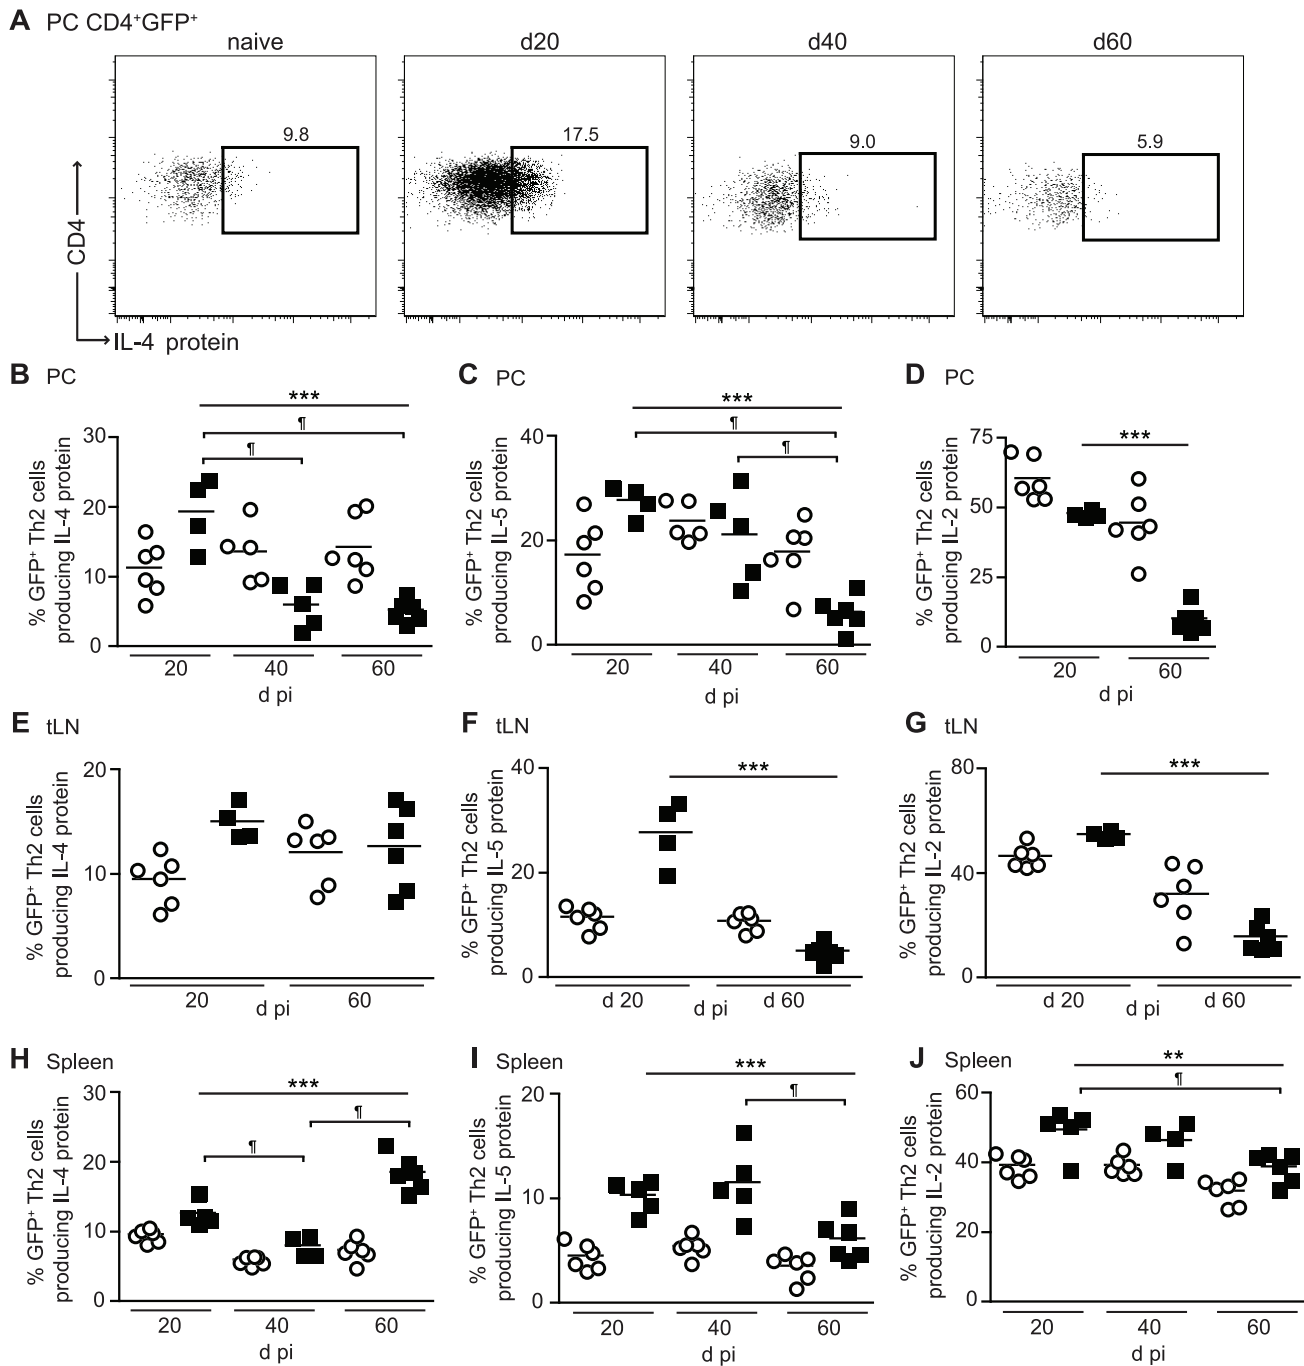 A PC CD4⁺GFP⁺
naive d20 d40 d60
9.8 17.5 9.0 5.9
CD4
IL-4 protein
B PC
% GFP⁺ Th2 cells
producing IL-4 protein
***
¶
¶
30
20
10
0
20 40 60
d pi
C PC
% GFP⁺ Th2 cells
producing IL-5 protein
***
¶
¶
40
20
0
20 40 60
d pi
D PC
% GFP⁺ Th2 cells
producing IL-2 protein
***
75
50
25
0
20 60
d pi
E tLN
% GFP⁺ Th2 cells
producing IL-4 protein
20
10
0
20 60
d pi
F tLN
% GFP⁺ Th2 cells
producing IL-5 protein
***
40
20
0
d 20 d 60
d pi
G tLN
% GFP⁺ Th2 cells
producing IL-2 protein
***
80
40
0
d 20 d 60
d pi
H Spleen
% GFP⁺ Th2 cells
producing IL-4 protein
***
¶
¶
30
20
10
0
20 40 60
d pi
I Spleen
% GFP⁺ Th2 cells
producing IL-5 protein
***
¶
20
10
0
20 40 60
d pi
J Spleen
% GFP⁺ Th2 cells
producing IL-2 protein
**
¶
60
40
20
0
20 40 60
d pi